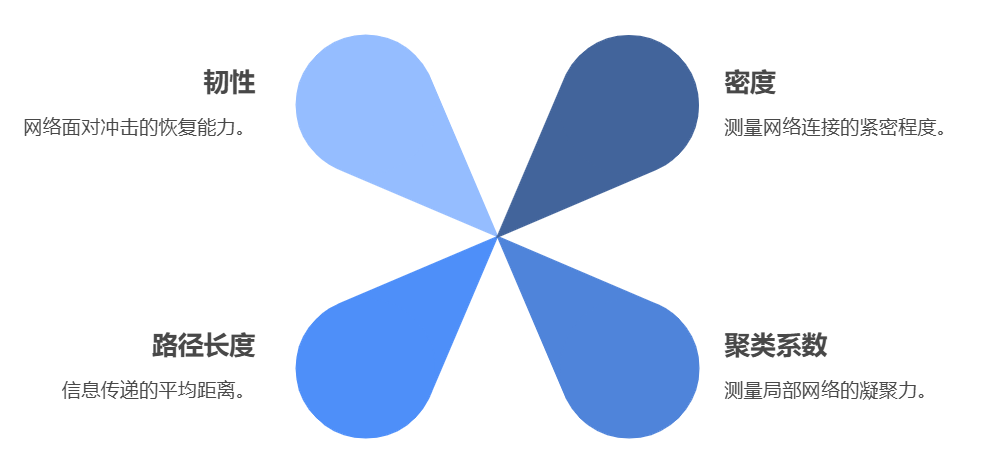 韧性
网络面对冲击的恢复能力。
密度
测量网络连接的紧密程度。
路径长度
信息传递的平均距离。
聚类系数
测量局部网络的凝聚力。